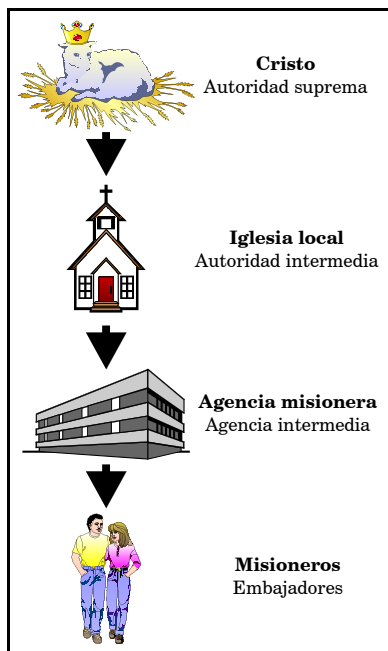 Cristo
Autoridad suprema
Iglesia local
Autoridad intermedia
Agencia misionera
Agencia intermedia
Misioneros
Embajadores